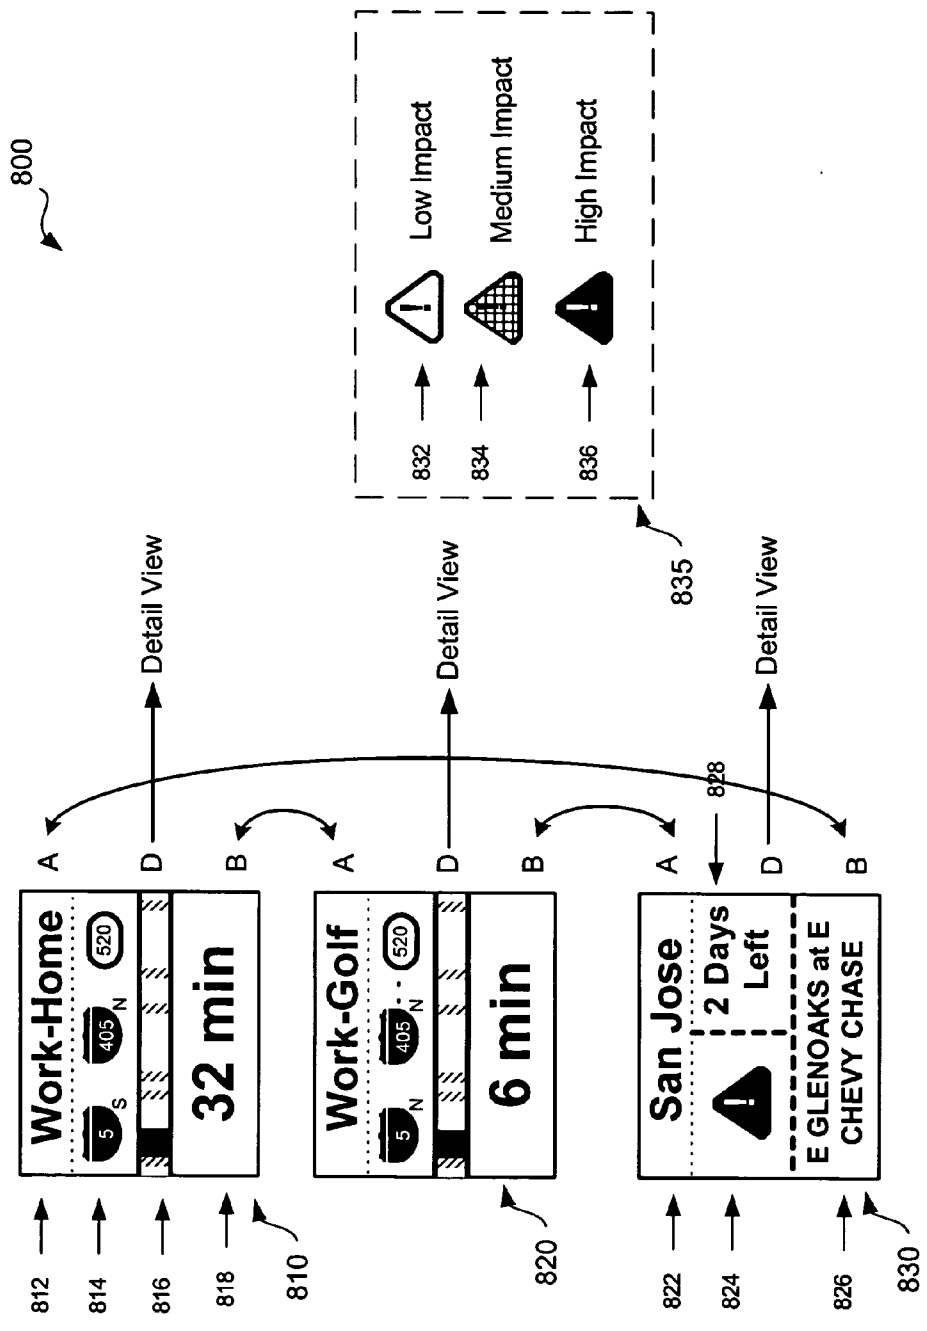 800
812
Work-Home
A
814
5
S
405
N
520
816
D
Detail View
818
32 min
B
810
Work-Golf
A
5
N
405
N
520
D
Detail View
6 min
B
820
822
San Jose
A
824
!
2 Days
Left
828
D
Detail View
826
E GLENOAKS at E
CHEVY CHASE
B
830
832
!
Low Impact
834
!
Medium Impact
836
!
High Impact
835